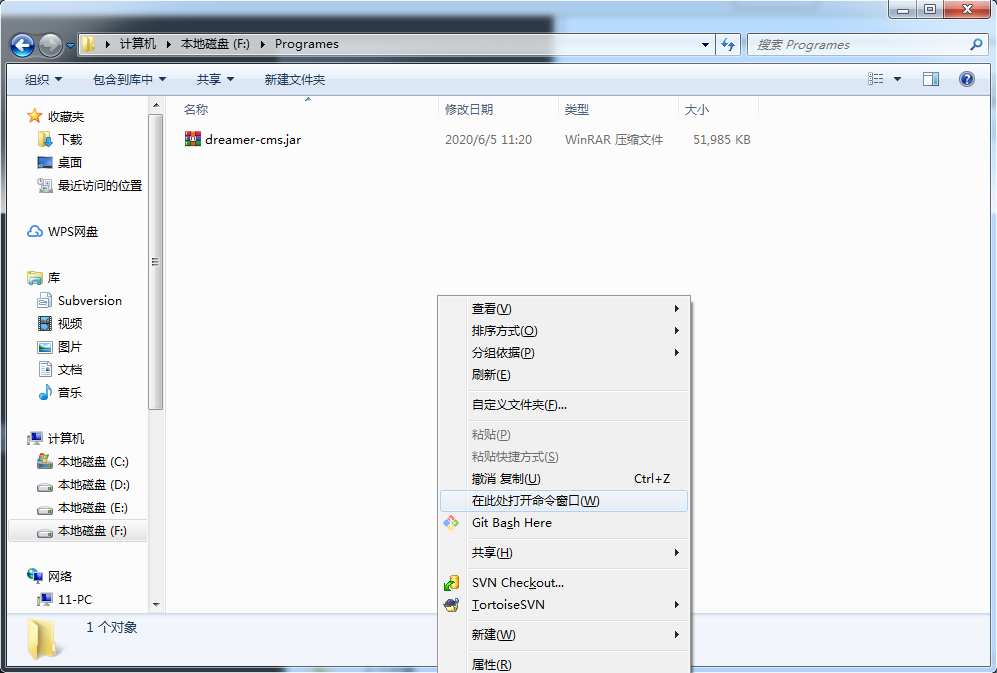 计算机 ▸ 本地磁盘 (F:) ▸ Programes
搜索 Programes
组织 包含到库中 共享 新建文件夹
名称 修改日期 类型 大小
dreamer-cms.jar 2020/6/5 11:20 WinRAR 压缩文件 51,985 KB
收藏夹
下载
桌面
最近访问的位置
WPS网盘
库
Subversion
视频
图片
文档
音乐
计算机
本地磁盘 (C:)
本地磁盘 (D:)
本地磁盘 (E:)
本地磁盘 (F:)
网络
11-PC
查看(V)
排序方式(O)
分组依据(P)
刷新(E)
自定义文件夹(F)...
粘贴(P)
粘贴快捷方式(S)
撤消 复制(U) Ctrl+Z
在此处打开命令窗口(W)
Git Bash Here
共享(H)
SVN Checkout...
TortoiseSVN
新建(W)
属性(R)
1 个对象